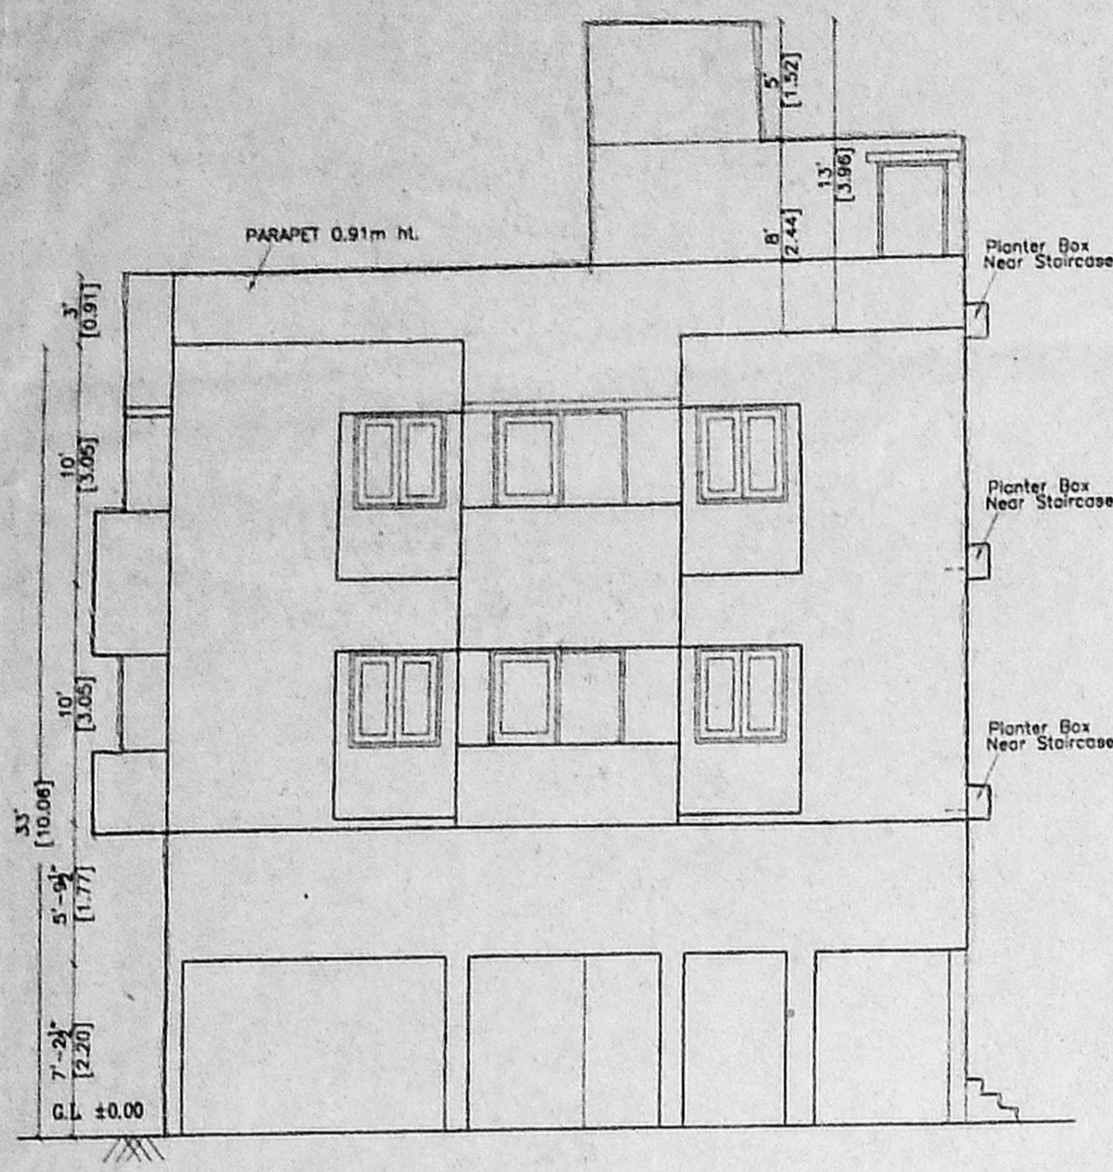 5'
[1.52]
13'
[3.96]
8'
[2.44]
PARAPET 0.91m ht.
Planter Box
Near Staircase
3'
[0.91]
10'
[3.05]
Planter Box
Near Staircase
10'
[3.05]
Planter Box
Near Staircase
33'
[10.06]
5'-9½"
[1.77]
7'-2½"
[2.20]
G.L ±0.00